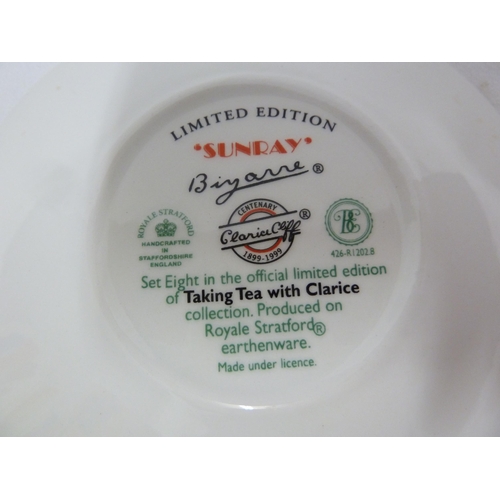 LIMITED EDITION
'SUNRAY'
Bizarre ®
ROYALE STRATFORD
HANDCRAFTED
IN
STAFFORDSHIRE
ENGLAND
CENTENARY
Clarice Cliff ®
1899-1999
426-R1202.8
Set Eight in the official limited edition
of Taking Tea with Clarice
collection. Produced on
Royale Stratford®
earthenware.
Made under licence.